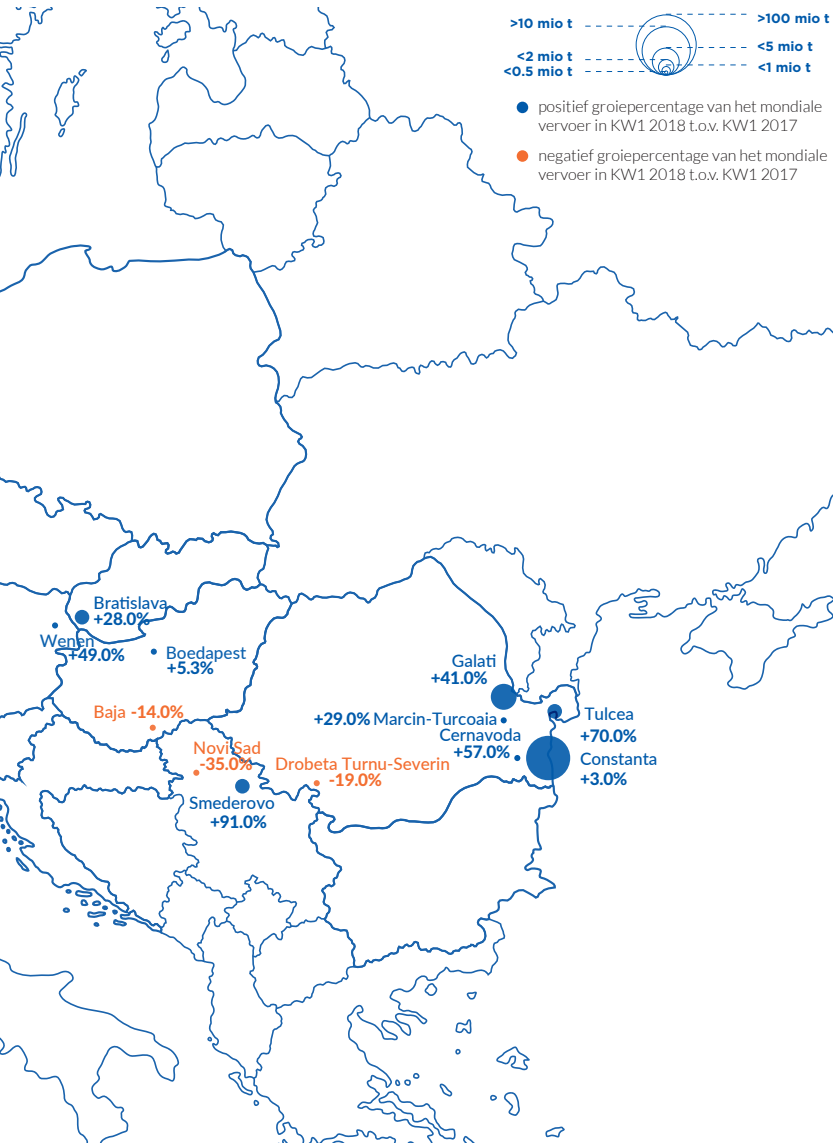 >10 mio t
>100 mio t
<2 mio t
<5 mio t
<0.5 mio t
<1 mio t
positief groiepercentage van het mondiale
vervoer in KW1 2018 t.o.v. KW1 2017
negatief groiepercentage van het mondiale
vervoer in KW1 2018 t.o.v. KW1 2017
Bratislava
+28.0%
Wenen
+49.0%
Boedapest
+5.3%
Baja -14.0%
Novi Sad
-35.0%
Drobeta Turnu-Severin
-19.0%
Smederovo
+91.0%
Galati
+41.0%
+29.0% Marcin-Turcoaia
Cernavoda
+57.0%
Tulcea
+70.0%
Constanta
+3.0%